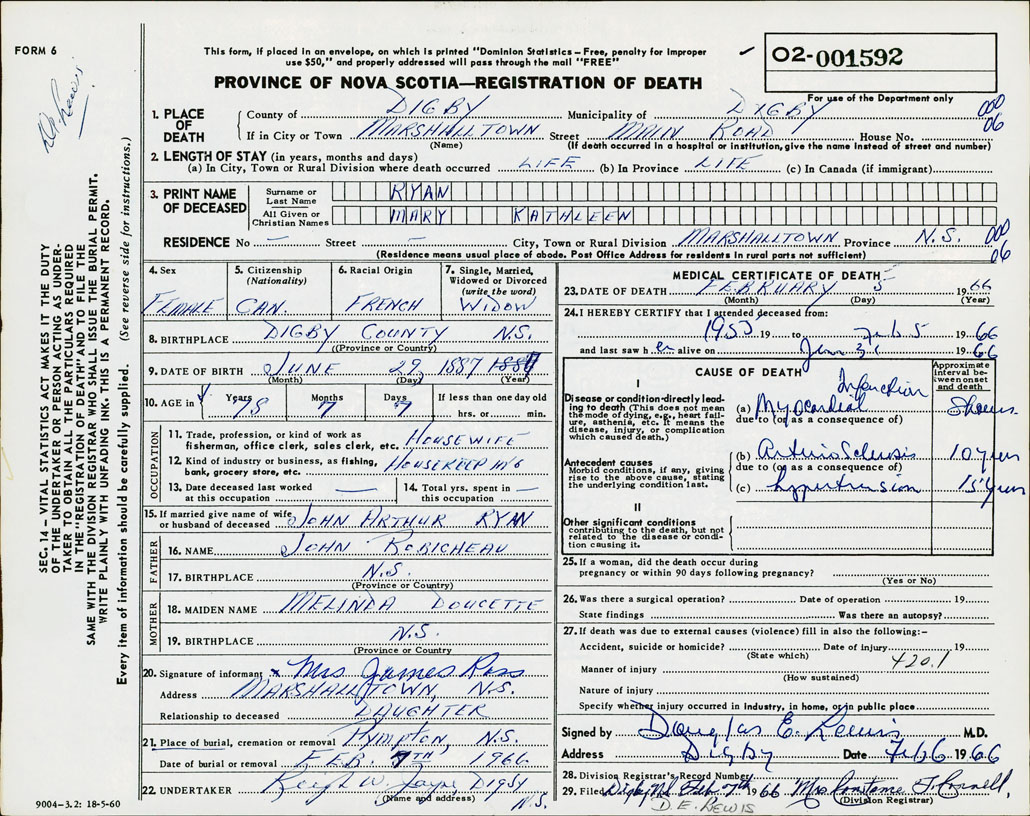 FORM 6
This form, if placed in an envelope, on which is printed "Dominion Statistics – Free, penalty for improper
use $50," and properly addressed will pass through the mail "FREE"
PROVINCE OF NOVA SCOTIA—REGISTRATION OF DEATH
O2-001592
For use of the Department only
1. PLACE OF DEATH
County of DIGBY Municipality of DIGBY 000
If in City or Town MARSHALLTOWN Street MAIN ROAD House No. 06
(Name) (If death occurred in a hospital or institution, give the name instead of street and number)
2. LENGTH OF STAY (in years, months and days)
(a) In City, Town or Rural Division where death occurred LIFE (b) In Province LIFE (c) In Canada (if immigrant)
3. PRINT NAME OF DECEASED
Surname or Last Name RYAN
All Given or Christian Names MARY KATHLEEN
RESIDENCE No — Street — City, Town or Rural Division MARSHALLTOWN Province N.S. 000
(Residence means usual place of abode. Post Office Address for residents in rural parts not sufficient) 06
4. Sex FEMALE
5. Citizenship (Nationality) CAN.
6. Racial Origin FRENCH
7. Single, Married, Widowed or Divorced (write the word) WIDOW
8. BIRTHPLACE DIGBY COUNTY N.S.
(Province or Country)
9. DATE OF BIRTH JUNE 29 1887
(Month) (Day) (Year)
10. AGE in Years 78 Months 7 Days 7 If less than one day old
hrs. or min.
OCCUPATION
11. Trade, profession, or kind of work as
fisherman, office clerk, sales clerk, etc. HOUSEWIFE
12. Kind of industry or business, as fishing,
bank, grocery store, etc. HOUSEKEEPING
13. Date deceased last worked
at this occupation —
14. Total yrs. spent in
this occupation —
15. If married give name of wife
or husband of deceased JOHN ARTHUR RYAN
FATHER
16. NAME JOHN ROBICHEAU
17. BIRTHPLACE N.S.
(Province or Country)
MOTHER
18. MAIDEN NAME MELINDA DOUCETTE
19. BIRTHPLACE N.S.
(Province or Country)
20. Signature of informant x Mrs James Ross
Address MARSHALLTOWN, N.S.
Relationship to deceased DAUGHTER
21. Place of burial, cremation or removal Plympton, N.S.
Date of burial or removal FEB. 7TH 1966
22. UNDERTAKER DIGBY N.S.
(Name and address)
9004-3.2: 18-5-60
MEDICAL CERTIFICATE OF DEATH
23. DATE OF DEATH FEBRUARY 5 1966
(Month) (Day) (Year)
24. I HEREBY CERTIFY that I attended deceased from:
1953 19 to Feb 5 1966
and last saw h er alive on Jan 31 1966
CAUSE OF DEATH
Approximate interval between onset and death
I
Disease or condition-directly leading to death (This does not mean the mode of dying, e.g., heart failure, asthenia, etc. It means the disease, injury, or complication which caused death.)
(a) Myocardial Infarction
due to (or as a consequence of)
Antecedent causes
Morbid conditions, if any, giving rise to the above cause, stating the underlying condition last.
(b) Arteriosclerosis 10 years
due to (or as a consequence of)
(c) hypertension 15 years
II
Other significant conditions
contributing to the death, but not related to the disease or condition causing it.
25. If a woman, did the death occur during
pregnancy or within 90 days following pregnancy?
(Yes or No)
26. Was there a surgical operation? Date of operation 19
State findings Was there an autopsy?
27. If death was due to external causes (violence) fill in also the following:–
Accident, suicide or homicide? Date of injury 19
(State which) 420.1
Manner of injury
(How sustained)
Nature of injury
Specify whether injury occurred in industry, in home, or in public place
Signed by Douglas E. Lewis M.D.
Address Digby Date Feb 6 1966
28. Division Registrar's Record Number
29. Filed Digby NS Feb 7th 1966 Mrs Constance
(Division Registrar)
D.E. LEWIS
SEC. 14 – VITAL STATISTICS ACT MAKES IT THE DUTY
OF THE UNDERTAKER OR PERSON ACTING AS UNDERTAKER TO OBTAIN ALL THE PARTICULARS REQUIRED
IN THE "REGISTRATION OF DEATH" AND TO FILE THE
SAME WITH THE DIVISION REGISTRAR WHO SHALL ISSUE THE BURIAL PERMIT.
WRITE PLAINLY WITH UNFADING INK. THIS IS A PERMANENT RECORD.
Every item of information should be carefully supplied. (See reverse side for instructions.)